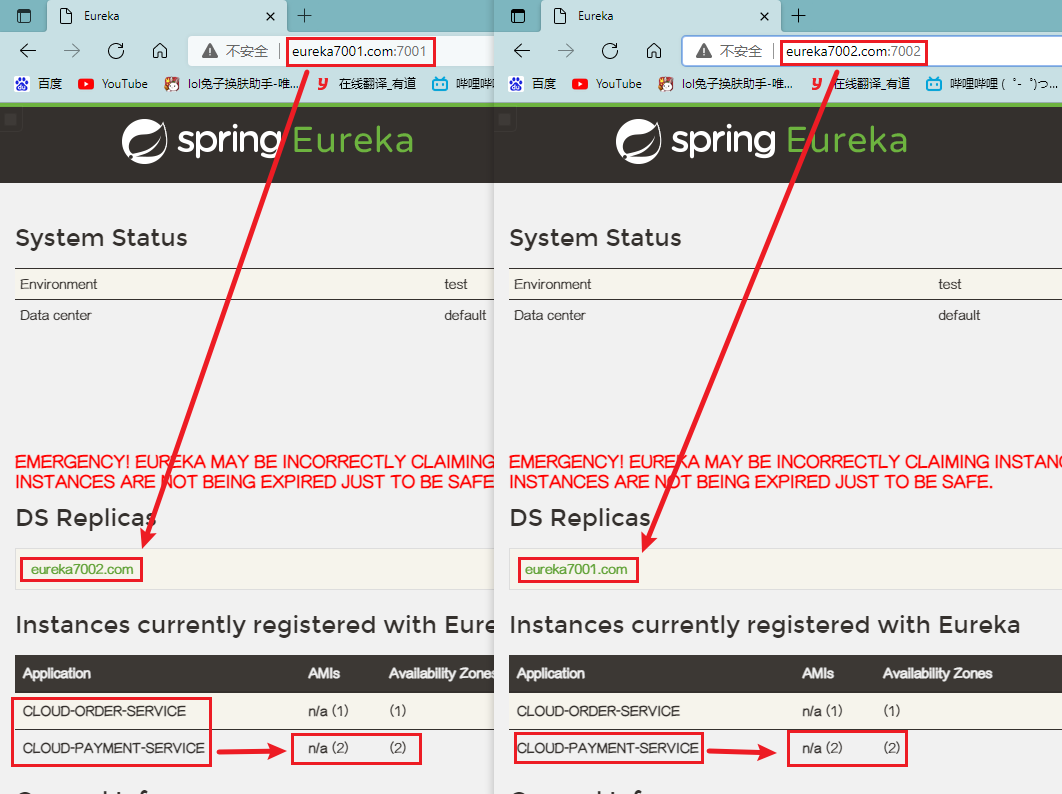 Eureka
不安全 eureka7001.com:7001
百度 YouTube lol兔子换肤助手-唯... 在线翻译_有道 哔哩哔哩
spring Eureka
System Status
Environment test
Data center default
EMERGENCY! EUREKA MAY BE INCORRECTLY CLAIMING
INSTANCES ARE NOT BEING EXPIRED JUST TO BE SAFE
DS Replicas
eureka7002.com
Instances currently registered with Eure
Application AMIs Availability Zones
CLOUD-ORDER-SERVICE n/a (1) (1)
CLOUD-PAYMENT-SERVICE n/a (2) (2)
Eureka
不安全 eureka7002.com:7002
百度 YouTube lol兔子换肤助手-唯... 在线翻译_有道 哔哩哔哩 ( ゜- ゜)つ...
spring Eureka
System Status
Environment test
Data center default
EMERGENCY! EUREKA MAY BE INCORRECTLY CLAIMING INSTANC
INSTANCES ARE NOT BEING EXPIRED JUST TO BE SAFE.
DS Replicas
eureka7001.com
Instances currently registered with Eureka
Application AMIs Availability Zones
CLOUD-ORDER-SERVICE n/a (1) (1)
CLOUD-PAYMENT-SERVICE n/a (2) (2)